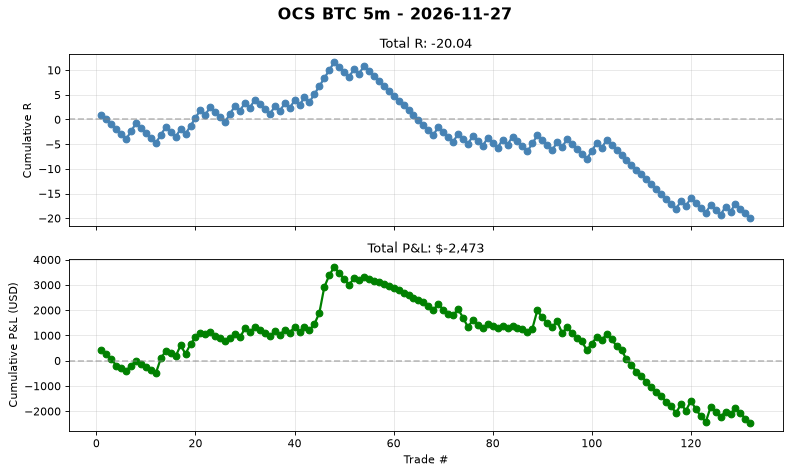 OCS BTC 5m - 2026-11-27
Total R: -20.04
Cumulative R
10
5
0
−5
−10
−15
−20
Total P&L: $-2,473
Cumulative P&L (USD)
4000
3000
2000
1000
0
−1000
−2000
0 20 40 60 80 100 120
Trade #